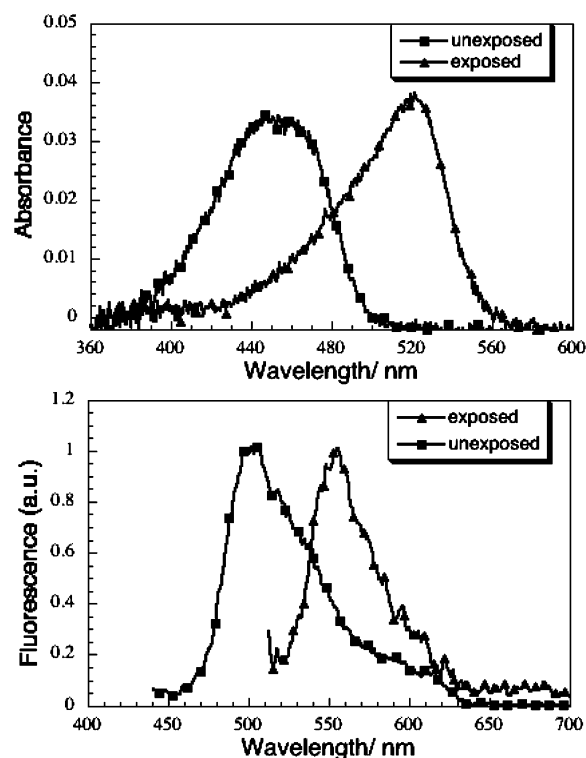 0.05
unexposed
exposed
0.04
0.03
Absorbance
0.02
0.01
0
360 400 440 480 520 560 600
Wavelength/ nm
1.2
exposed
unexposed
1
0.8
0.6
Fluorescence (a.u.)
0.4
0.2
0
400 450 500 550 600 650 700
Wavelength/ nm